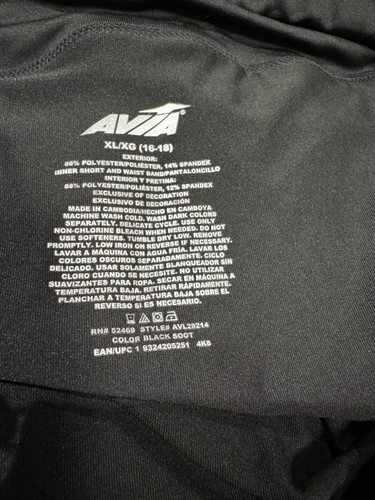 AVIA
XL/XG (16-18)
EXTERIOR:
86% POLYESTER/POLIÉSTER, 14% SPANDEX
INNER SHORT AND WAIST BAND/PANTALONCILLO
INTERIOR Y PRETINA:
88% POLYESTER/POLIÉSTER, 12% SPANDEX
EXCLUSIVE OF DECORATION
EXCLUSIVO DE DECORACIÓN
MADE IN CAMBODIA/HECHO EN CAMBOYA
MACHINE WASH COLD. WASH DARK COLORS
SEPARATELY. DELICATE CYCLE. USE ONLY
NON-CHLORINE BLEACH WHEN NEEDED. DO NOT
USE SOFTENERS. TUMBLE DRY LOW. REMOVE
PROMPTLY. LOW IRON ON REVERSE IF NECESSARY.
LAVAR A MÁQUINA CON AGUA FRÍA. LAVAR LOS
COLORES OSCUROS SEPARADAMENTE. CICLO
DELICADO. USAR SOLAMENTE BLANQUEADOR SIN
CLORO CUANDO SE NECESITE. NO UTILIZAR
SUAVIZANTES PARA ROPA. SECAR EN MÁQUINA A
TEMPERATURA BAJA. RETIRAR RÁPIDAMENTE.
PLANCHAR A TEMPERATURA BAJA SOBRE EL
REVERSO SI ES NECESARIO.
RN# 52469 STYLE# AVL29214
COLOR BLACK SOOT
EAN/UPC 1 9324205251 4K8